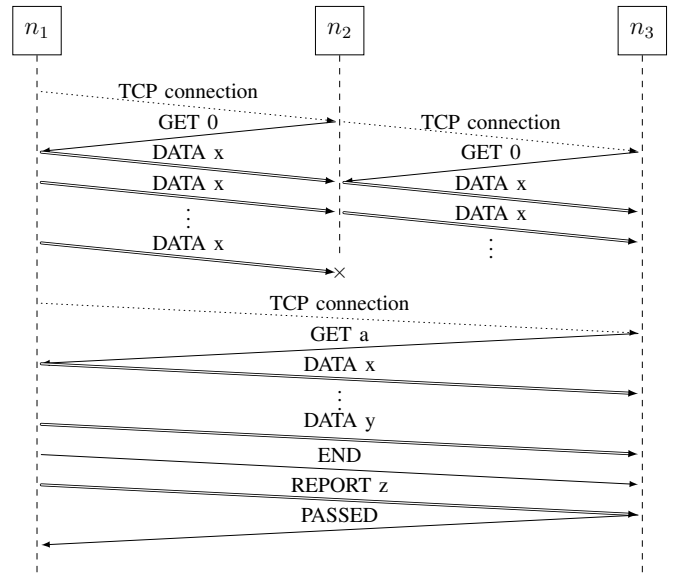 n₁ n₂ n₃
TCP connection
GET 0 TCP connection
DATA x GET 0
DATA x DATA x
⋮ DATA x
DATA x ⋮
×
TCP connection
GET a
DATA x
⋮
DATA y
END
REPORT z
PASSED